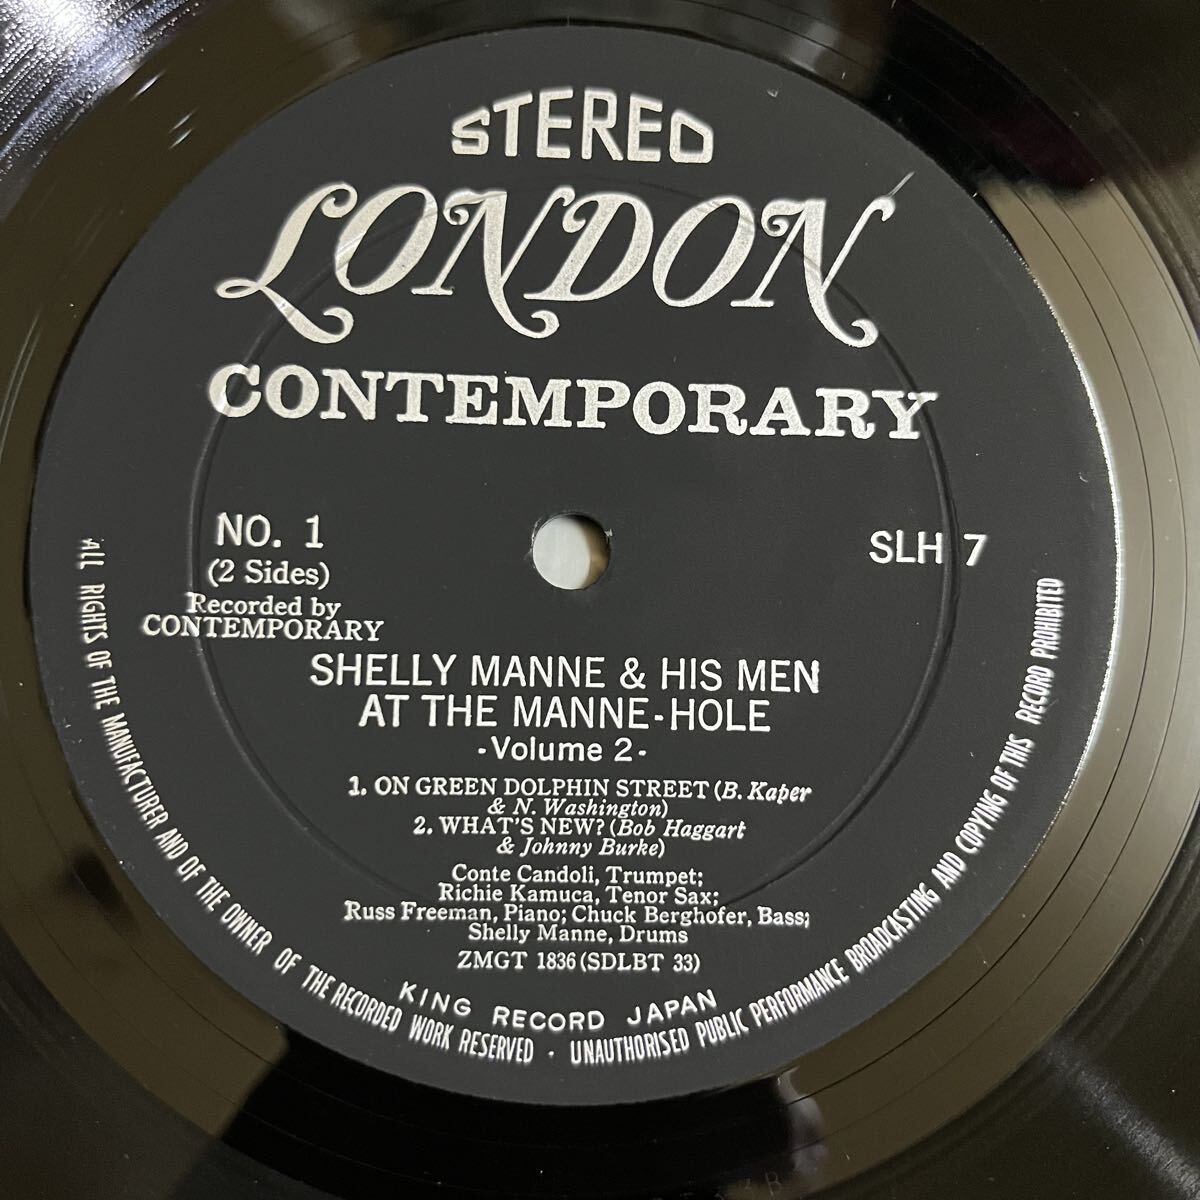 STEREO
LONDON
CONTEMPORARY
NO. 1
(2 Sides)
Recorded by
CONTEMPORARY
SLH 7
SHELLY MANNE & HIS MEN
AT THE MANNE-HOLE
-Volume 2-
1. ON GREEN DOLPHIN STREET (B. Kaper
& N. Washington)
2. WHAT'S NEW? (Bob Haggart
& Johnny Burke)
Conte Candoli, Trumpet;
Richie Kamuca, Tenor Sax;
Russ Freeman, Piano; Chuck Berghofer, Bass;
Shelly Manne, Drums
ZMGT 1836 (SDLBT 33)
KING RECORD JAPAN
ALL RIGHTS OF THE MANUFACTURER AND OF THE OWNER OF THE RECORDED WORK RESERVED · UNAUTHORISED PUBLIC PERFORMANCE BROADCASTING AND COPYING OF THIS RECORD PROHIBITED